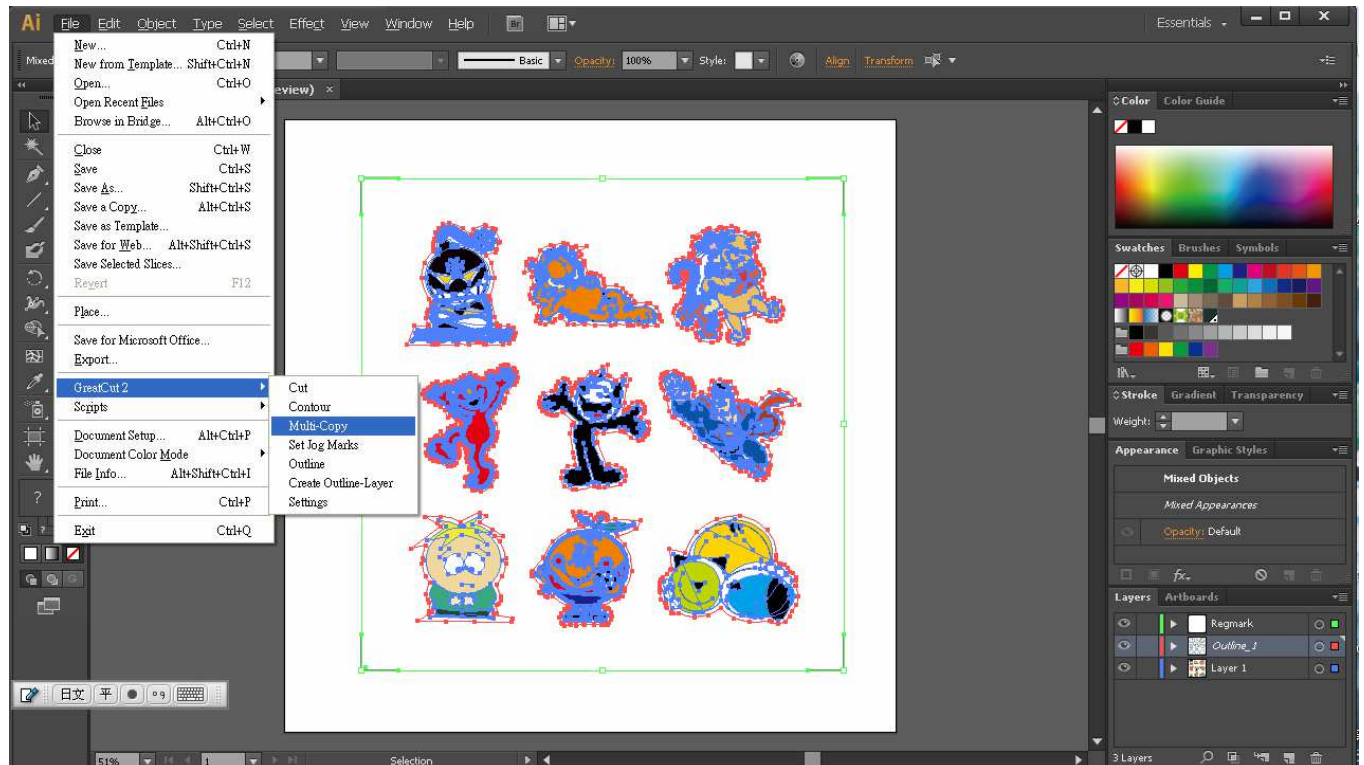 Ai File Edit Object Type Select Effect View Window Help Br Essentials
Mixed
Basic Opacity: 100% Style: Align Transform
eview) ×
New... Ctrl+N
New from Template... Shift+Ctrl+N
Open... Ctrl+O
Open Recent Files
Browse in Bridge... Alt+Ctrl+O
Close Ctrl+W
Save Ctrl+S
Save As... Shift+Ctrl+S
Save a Copy... Alt+Ctrl+S
Save as Template...
Save for Web... Alt+Shift+Ctrl+S
Save Selected Slices...
Revert F12
Place...
Save for Microsoft Office...
Export...
GreatCut 2
Scripts
Document Setup... Alt+Ctrl+P
Document Color Mode
File Info... Alt+Shift+Ctrl+I
Print... Ctrl+P
Exit Ctrl+Q
Cut
Contour
Multi-Copy
Set Jog Marks
Outline
Create Outline-Layer
Settings
Color Color Guide
Swatches Brushes Symbols
Stroke Gradient Transparency
Weight:
Appearance Graphic Styles
Mixed Objects
Mixed Appearances
Opacity: Default
fx
Layers Artboards
Regmark
Outline_1
Layer 1
3 Layers
日文 平
51% 1 Selection